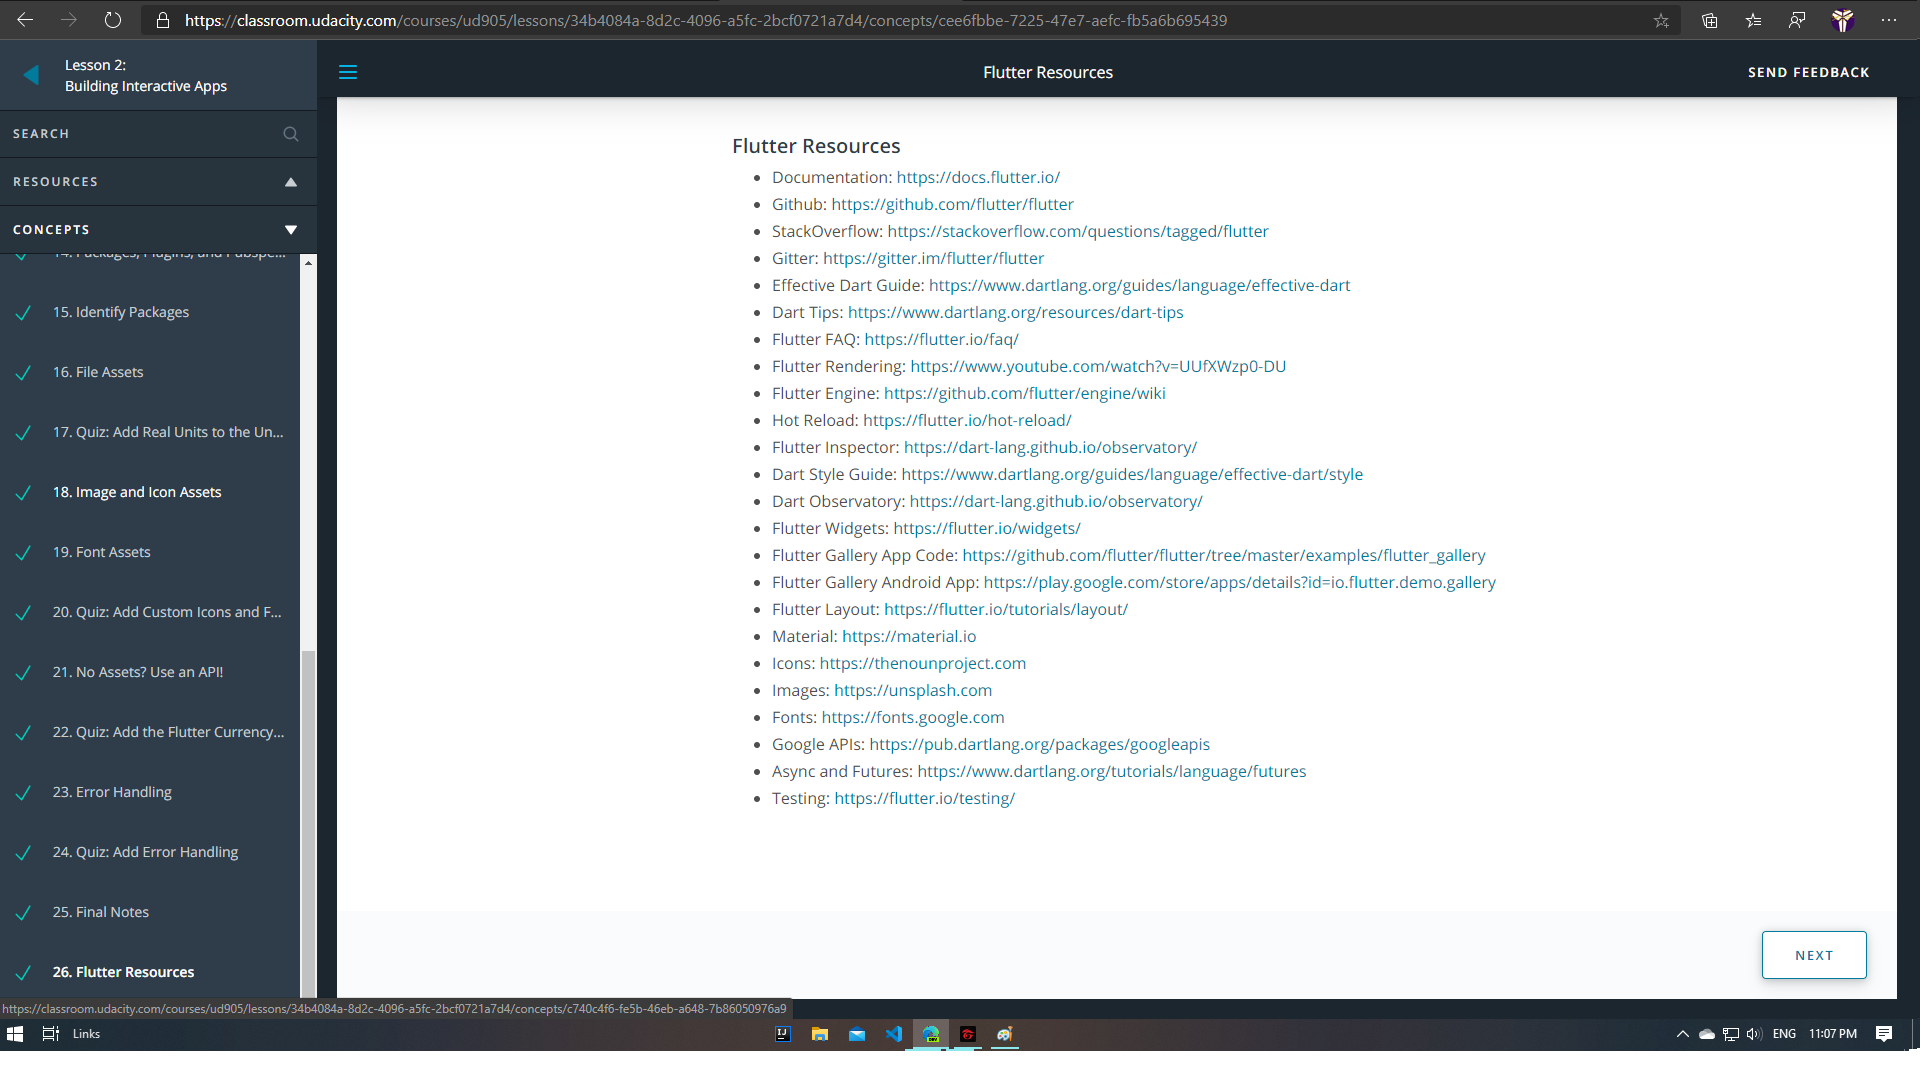 https://classroom.udacity.com/courses/ud905/lessons/34b4084a-8d2c-4096-a5fc-2bcf0721a7d4/concepts/cee6fbbe-7225-47e7-aefc-fb5a6b695439
Lesson 2:
Building Interactive Apps
Flutter Resources
SEND FEEDBACK
SEARCH
RESOURCES
CONCEPTS
14. Packages, Plugins, and Pubspe...
15. Identify Packages
16. File Assets
17. Quiz: Add Real Units to the Un...
18. Image and Icon Assets
19. Font Assets
20. Quiz: Add Custom Icons and F...
21. No Assets? Use an API!
22. Quiz: Add the Flutter Currency...
23. Error Handling
24. Quiz: Add Error Handling
25. Final Notes
26. Flutter Resources
Flutter Resources
Documentation: https://docs.flutter.io/
Github: https://github.com/flutter/flutter
StackOverflow: https://stackoverflow.com/questions/tagged/flutter
Gitter: https://gitter.im/flutter/flutter
Effective Dart Guide: https://www.dartlang.org/guides/language/effective-dart
Dart Tips: https://www.dartlang.org/resources/dart-tips
Flutter FAQ: https://flutter.io/faq/
Flutter Rendering: https://www.youtube.com/watch?v=UUfXWzp0-DU
Flutter Engine: https://github.com/flutter/engine/wiki
Hot Reload: https://flutter.io/hot-reload/
Flutter Inspector: https://dart-lang.github.io/observatory/
Dart Style Guide: https://www.dartlang.org/guides/language/effective-dart/style
Dart Observatory: https://dart-lang.github.io/observatory/
Flutter Widgets: https://flutter.io/widgets/
Flutter Gallery App Code: https://github.com/flutter/flutter/tree/master/examples/flutter_gallery
Flutter Gallery Android App: https://play.google.com/store/apps/details?id=io.flutter.demo.gallery
Flutter Layout: https://flutter.io/tutorials/layout/
Material: https://material.io
Icons: https://thenounproject.com
Images: https://unsplash.com
Fonts: https://fonts.google.com
Google APIs: https://pub.dartlang.org/packages/googleapis
Async and Futures: https://www.dartlang.org/tutorials/language/futures
Testing: https://flutter.io/testing/
NEXT
https://classroom.udacity.com/courses/ud905/lessons/34b4084a-8d2c-4096-a5fc-2bcf0721a7d4/concepts/c740c4f6-fe5b-46eb-a648-7b86050976a9
Links
IJ
DEV
ENG
11:07 PM